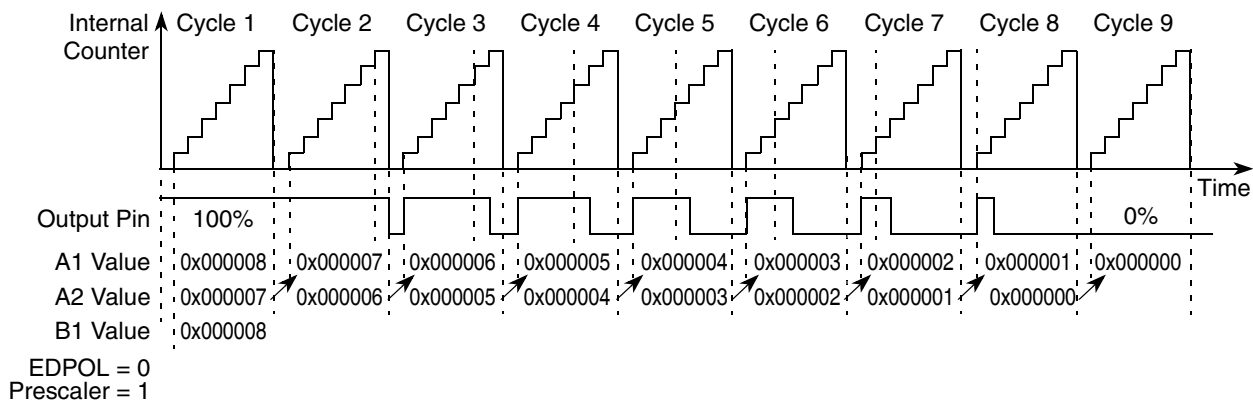 Internal Counter
Cycle 1 Cycle 2 Cycle 3 Cycle 4 Cycle 5 Cycle 6 Cycle 7 Cycle 8 Cycle 9
Time
Output Pin 100% 0%
A1 Value 0x000008 0x000007 0x000006 0x000005 0x000004 0x000003 0x000002 0x000001 0x000000
A2 Value 0x000007 0x000006 0x000005 0x000004 0x000003 0x000002 0x000001 0x000000
B1 Value 0x000008
EDPOL = 0
Prescaler = 1